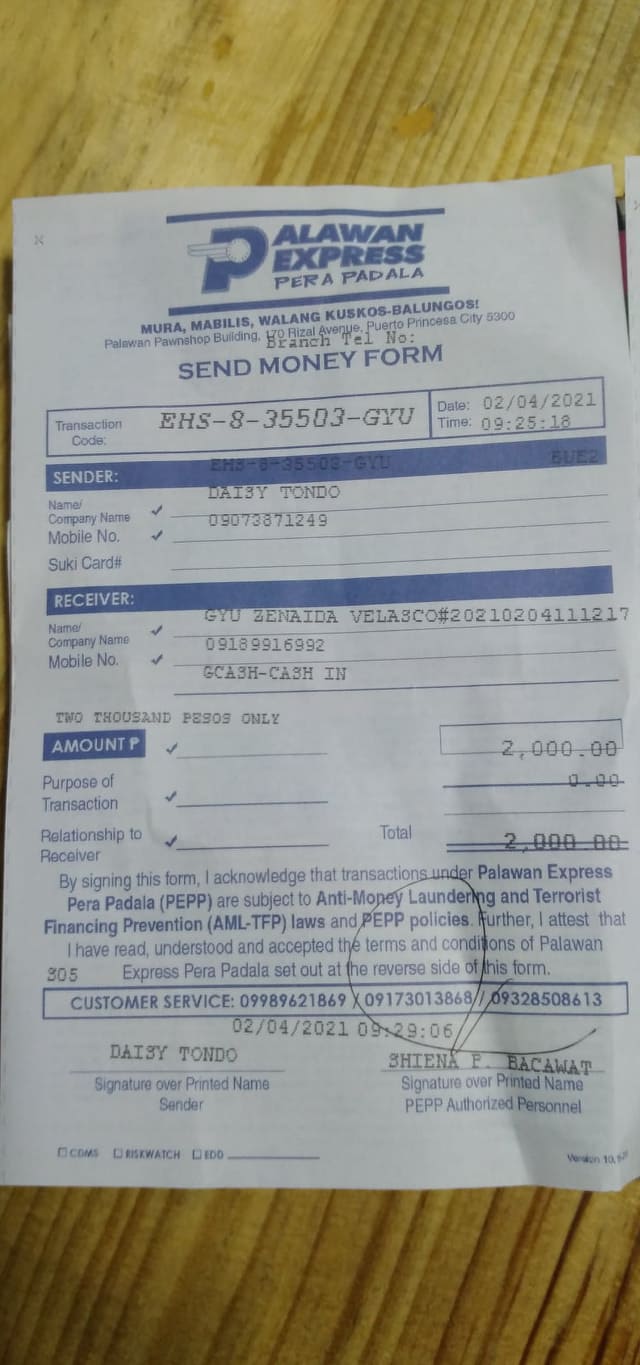 PALAWAN
EXPRESS
PERA PADALA
MURA, MABILIS, WALANG KUSKOS-BALUNGOS!
Palawan Pawnshop Building, 170 Rizal Avenue, Puerto Princesa City 5300
Branch Tel No:
SEND MONEY FORM
Transaction Code: EHS-8-35503-GYU
Date: 02/04/2021
Time: 09:25:18
SENDER: EHS-8-35503-GYU
Name/ Company Name ✓ DAISY TONDO
Mobile No. ✓ 09073871249
Suki Card#
RECEIVER:
Name/ Company Name ✓ GYU ZENAIDA VELASCO#20210204111217
Mobile No. ✓ 09189916992
GCASH-CASH IN
TWO THOUSAND PESOS ONLY
AMOUNT ₱ ✓ 2,000.00
Purpose of Transaction ✓ 0.00
Relationship to Receiver ✓ Total 2,000.00
By signing this form, I acknowledge that transactions under Palawan Express
Pera Padala (PEPP) are subject to Anti-Money Laundering and Terrorist
Financing Prevention (AML-TFP) laws and PEPP policies. Further, I attest that
I have read, understood and accepted the terms and conditions of Palawan
305 Express Pera Padala set out at the reverse side of this form.
CUSTOMER SERVICE: 09989621869 / 09173013868 / 09328508613
02/04/2021 09:29:06
DAISY TONDO SHIENA P. BACAWAT
Signature over Printed Name Signature over Printed Name
Sender PEPP Authorized Personnel
☐ CDMS ☐ RISKWATCH ☐ EDD